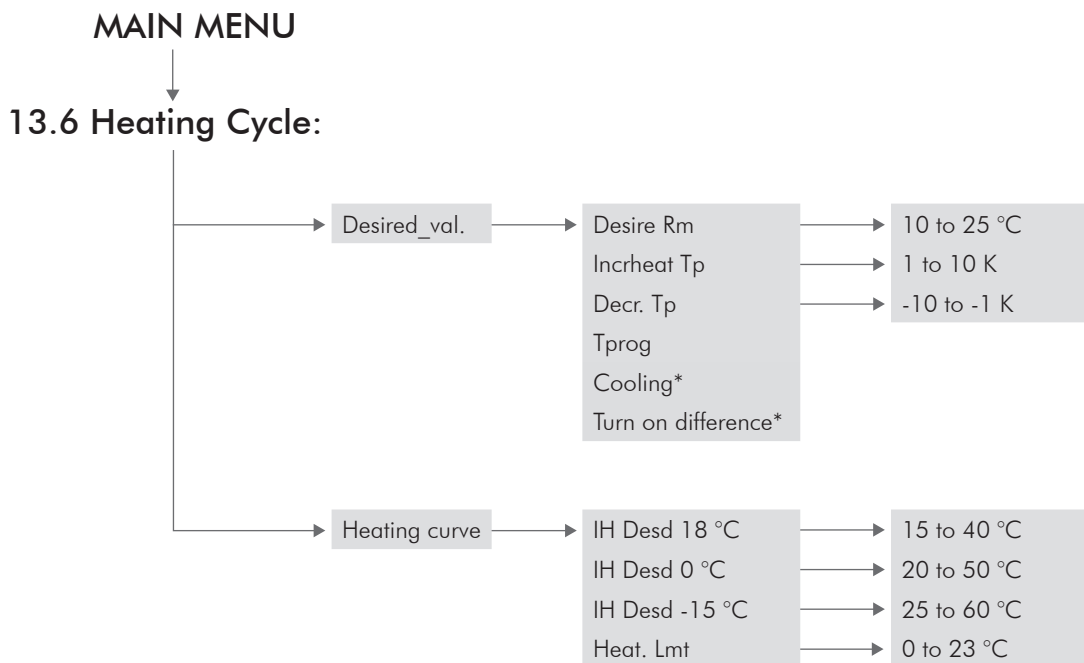 MAIN MENU
13.6 Heating Cycle:
Desired_val.
Desire Rm
10 to 25 °C
Incrheat Tp
1 to 10 K
Decr. Tp
-10 to -1 K
Tprog
Cooling*
Turn on difference*
Heating curve
IH Desd 18 °C
15 to 40 °C
IH Desd 0 °C
20 to 50 °C
IH Desd -15 °C
25 to 60 °C
Heat. Lmt
0 to 23 °C